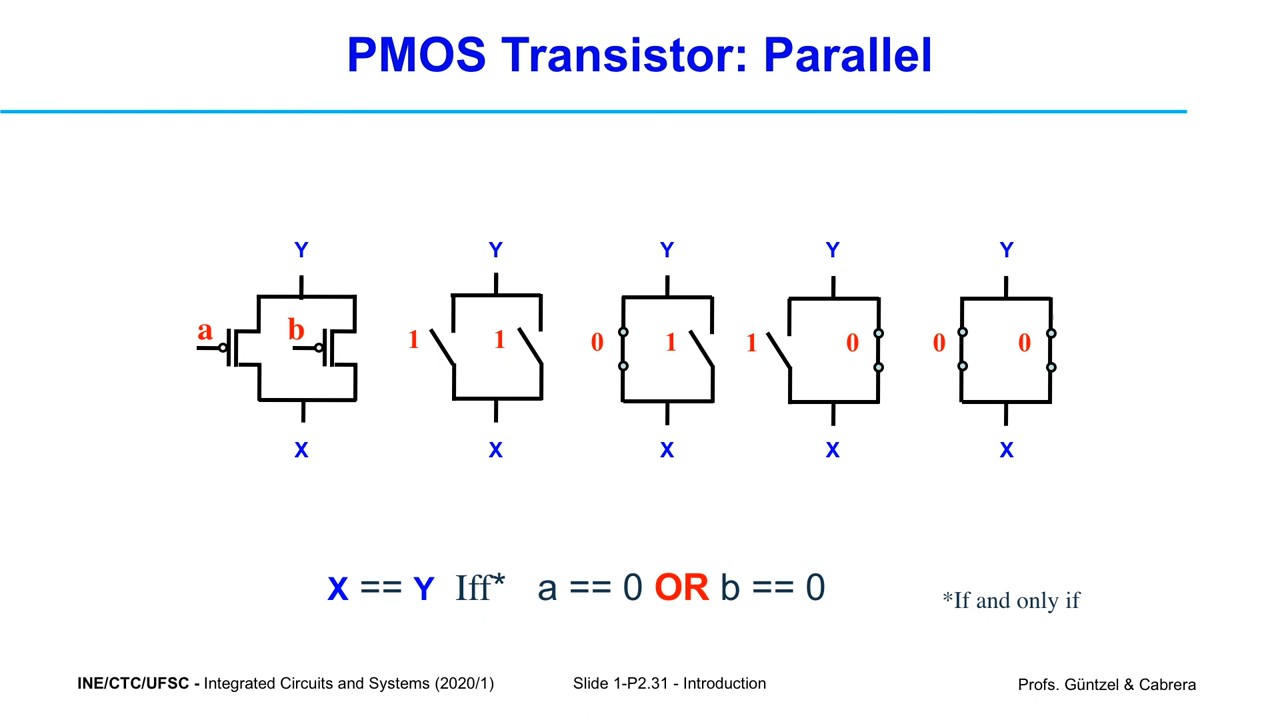 PMOS Transistor: Parallel
Y Y Y Y Y
a b 1 1 0 1 1 0 0 0
X X X X X
X == Y Iff* a == 0 OR b == 0
*If and only if
INE/CTC/UFSC - Integrated Circuits and Systems (2020/1) Slide 1-P2.31 - Introduction Profs. Güntzel & Cabrera